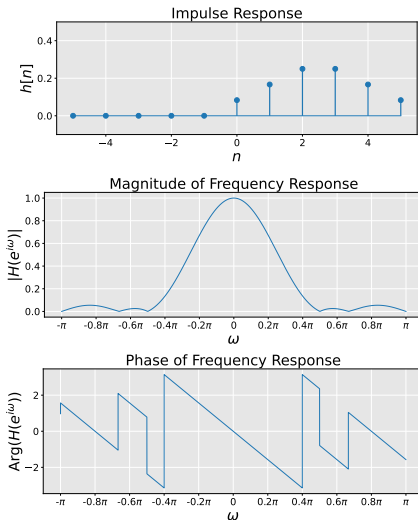 Impulse Response
0.4
0.2
0.0
h[n]
−4 −2 0 2 4
n
Magnitude of Frequency Response
1.0
0.8
0.6
0.4
0.2
0.0
|H(e^{iω})|
-π -0.8π -0.6π -0.4π -0.2π 0 0.2π 0.4π 0.6π 0.8π π
ω
Phase of Frequency Response
2
0
−2
Arg(H(e^{iω}))
-π -0.8π -0.6π -0.4π -0.2π 0 0.2π 0.4π 0.6π 0.8π π
ω